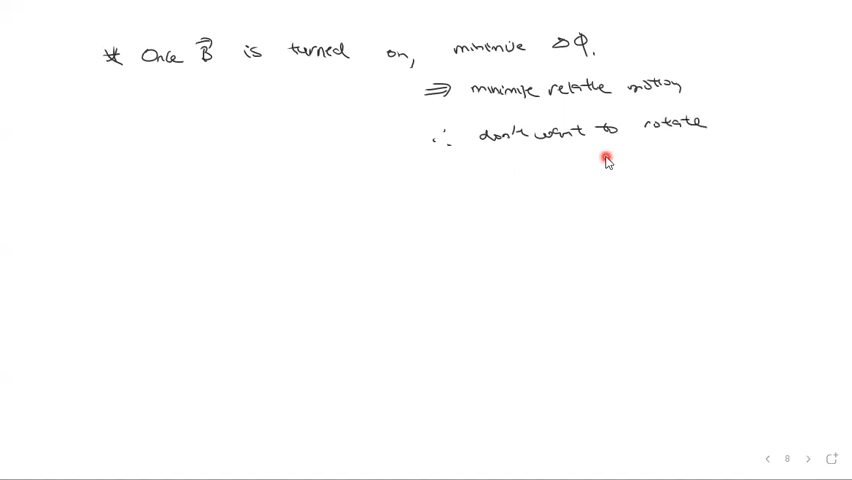 * Once B⃗ is turned on, minimize ΔΦ.
⇒ minimize relative motion
∴ don't want to rotate
8